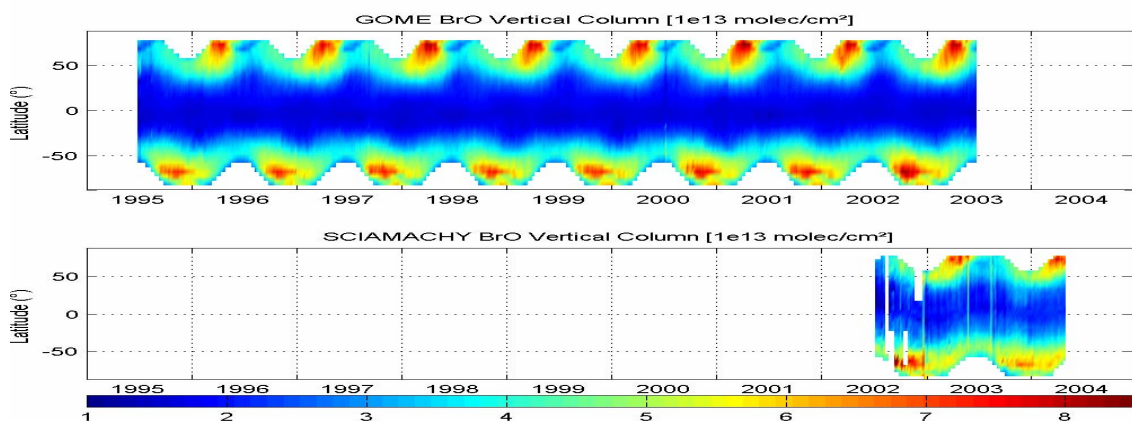 GOME BrO Vertical Column [1e13 molec/cm²]
Latitude (º)
50
0
-50
1995 1996 1997 1998 1999 2000 2001 2002 2003 2004
SCIAMACHY BrO Vertical Column [1e13 molec/cm²]
Latitude (º)
50
0
-50
1995 1996 1997 1998 1999 2000 2001 2002 2003 2004
1 2 3 4 5 6 7 8